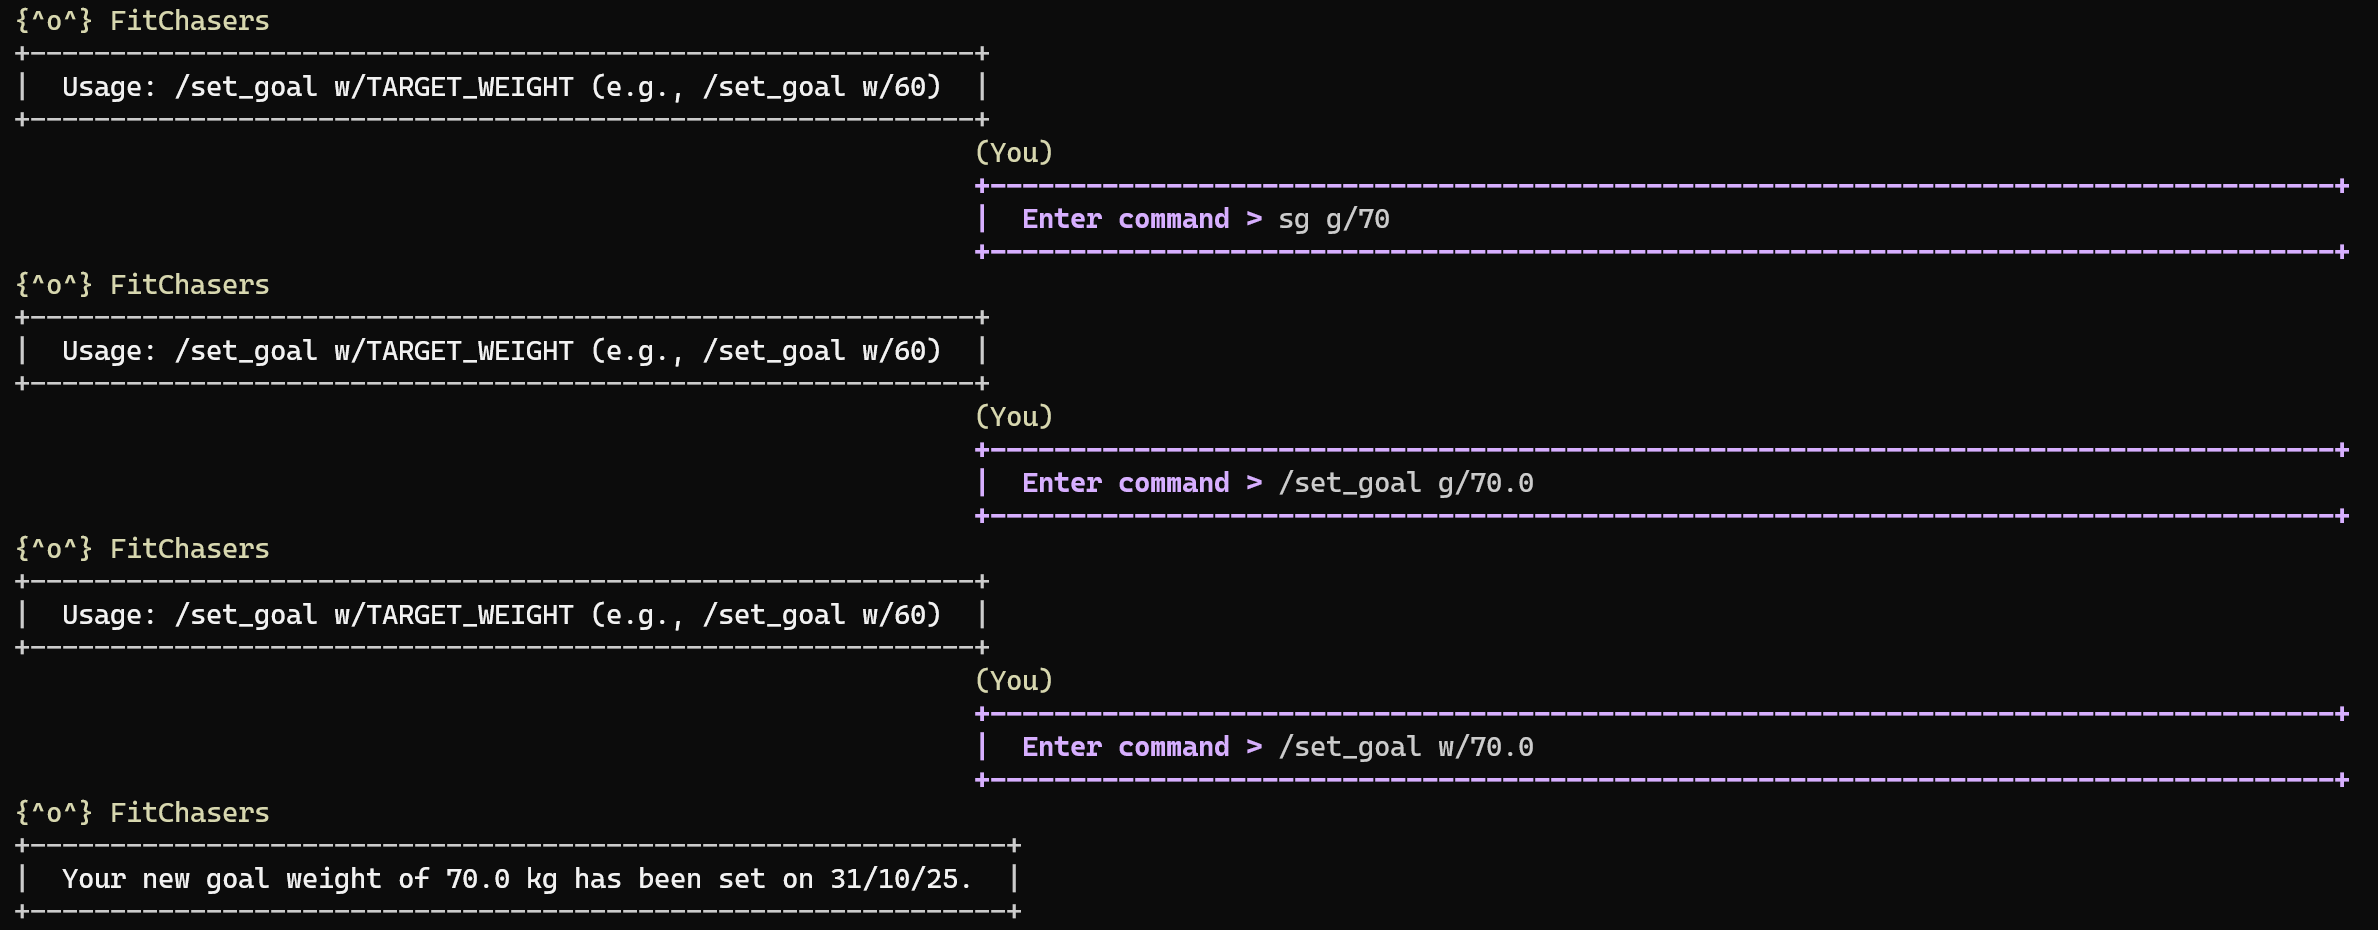 {^o^} FitChasers
+-----------------------------------------------------------+
|  Usage: /set_goal w/TARGET_WEIGHT (e.g., /set_goal w/60)  |
+-----------------------------------------------------------+
(You)
+------------------------------------------------------------------------------------+
|  Enter command > sg g/70
+------------------------------------------------------------------------------------+
{^o^} FitChasers
+-----------------------------------------------------------+
|  Usage: /set_goal w/TARGET_WEIGHT (e.g., /set_goal w/60)  |
+-----------------------------------------------------------+
(You)
+------------------------------------------------------------------------------------+
|  Enter command > /set_goal g/70.0
+------------------------------------------------------------------------------------+
{^o^} FitChasers
+-----------------------------------------------------------+
|  Usage: /set_goal w/TARGET_WEIGHT (e.g., /set_goal w/60)  |
+-----------------------------------------------------------+
(You)
+------------------------------------------------------------------------------------+
|  Enter command > /set_goal w/70.0
+------------------------------------------------------------------------------------+
{^o^} FitChasers
+-------------------------------------------------------------+
|  Your new goal weight of 70.0 kg has been set on 31/10/25.  |
+-------------------------------------------------------------+